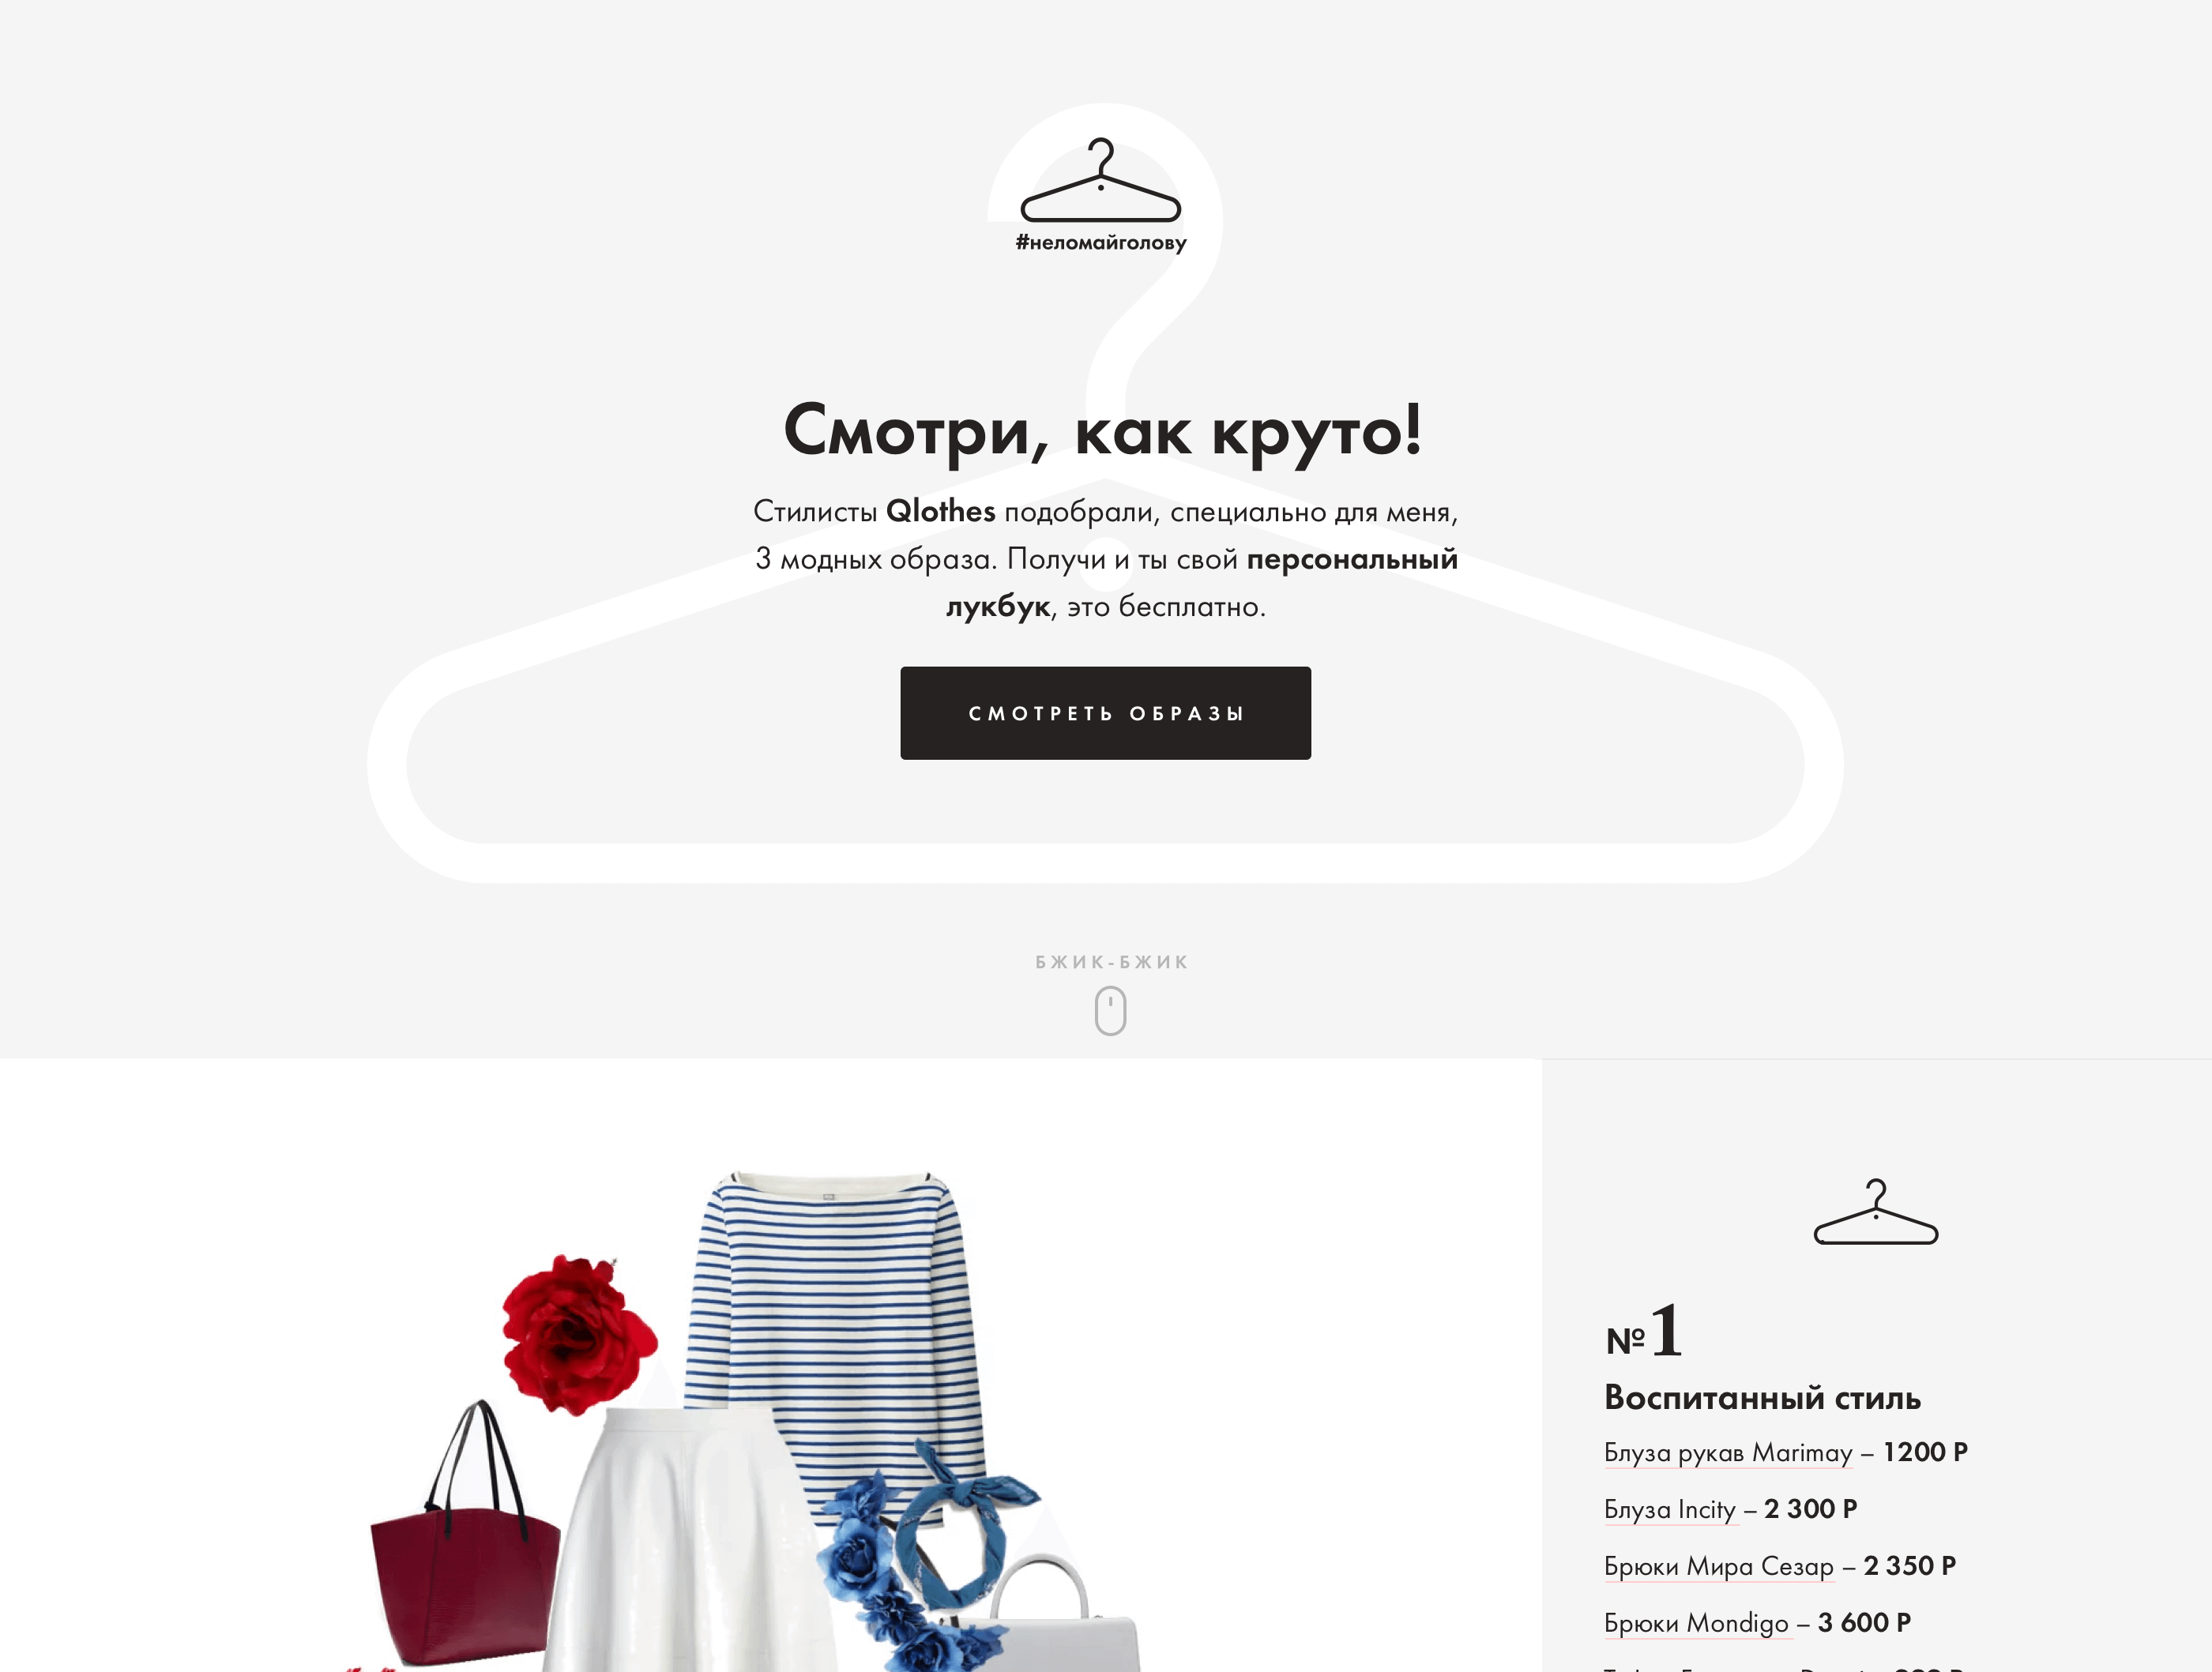 #неломайголову
Смотри, как круто!
Стилисты Qlothes подобрали, специально для меня,
3 модных образа. Получи и ты свой персональный
лукбук, это бесплатно.
СМОТРЕТЬ ОБРАЗЫ
БЖИК-БЖИК
№1
Воспитанный стиль
Блуза рукав Marimay – 1200 Р
Блуза Incity – 2 300 Р
Брюки Мира Сезар – 2 350 Р
Брюки Mondigo – 3 600 Р